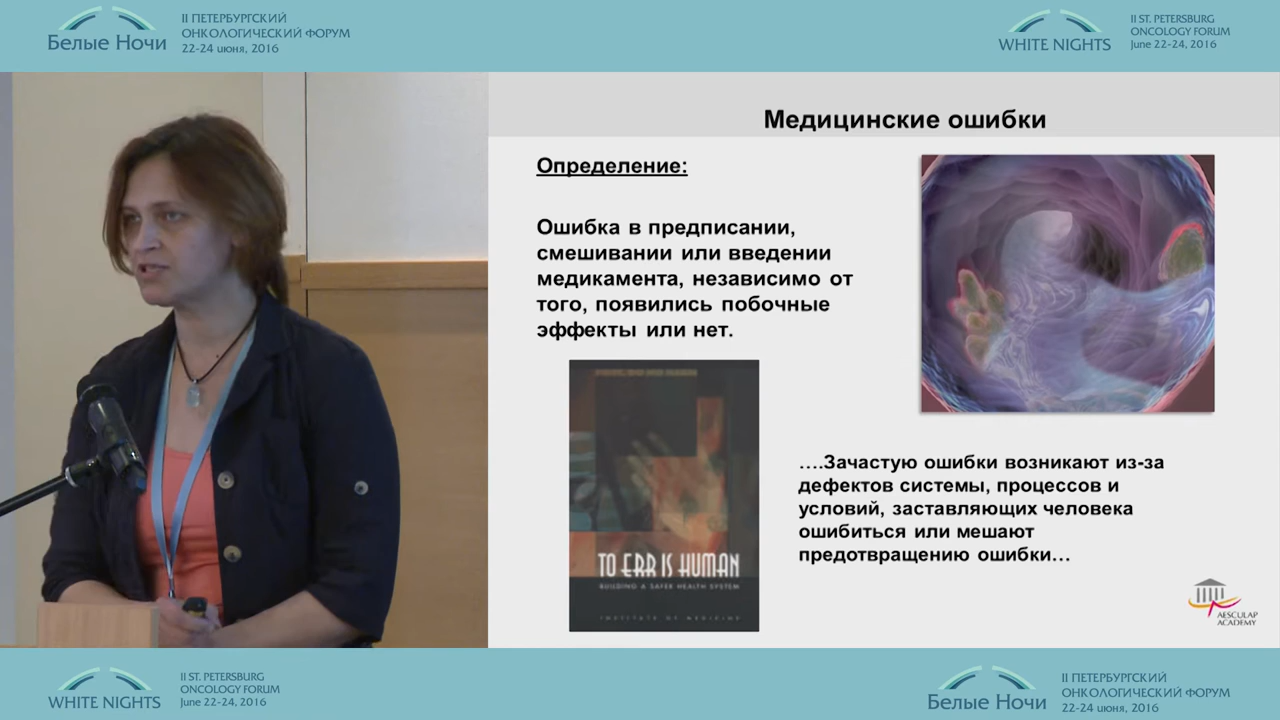 Белые Ночи
II ПЕТЕРБУРГСКИЙ
ОНКОЛОГИЧЕСКИЙ ФОРУМ
22-24 июня, 2016
WHITE NIGHTS
II ST. PETERSBURG
ONCOLOGY FORUM
June 22-24, 2016
Медицинские ошибки
Определение:
Ошибка в предписании,
смешивании или введении
медикамента, независимо от
того, появились побочные
эффекты или нет.
TO ERR IS HUMAN
BUILDING A SAFER HEALTH SYSTEM
INSTITUTE OF MEDICINE
….Зачастую ошибки возникают из-за
дефектов системы, процессов и
условий, заставляющих человека
ошибиться или мешают
предотвращению ошибки…
AESCULAP
ACADEMY
WHITE NIGHTS
II ST. PETERSBURG
ONCOLOGY FORUM
June 22-24, 2016
Белые Ночи
II ПЕТЕРБУРГСКИЙ
ОНКОЛОГИЧЕСКИЙ ФОРУМ
22-24 июня, 2016